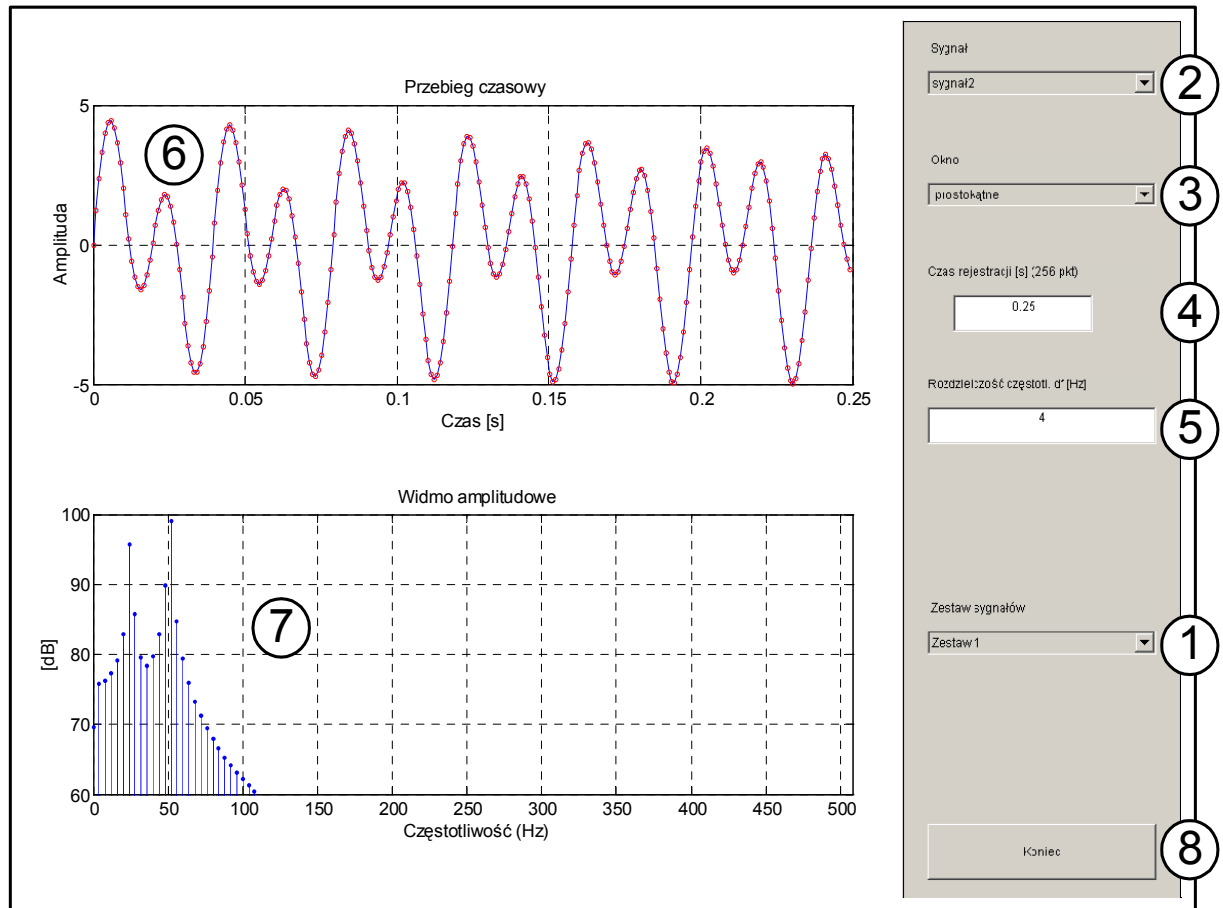 Przebieg czasowy
5
0
-5
Amplituda
0
0.05
0.1
0.15
0.2
0.25
Czas [s]
6
Widmo amplitudowe
100
90
80
70
60
[dB]
0
50
100
150
200
250
300
350
400
450
500
Częstotliwość (Hz)
7
Sygnał
sygnał2
2
Okno
prostokątne
3
Czas rejestracji [s] (256 pkt)
0.25
4
Rozdzielczość częstotl. df [Hz]
4
5
Zestaw sygnałów
Zestaw 1
1
Koniec
8